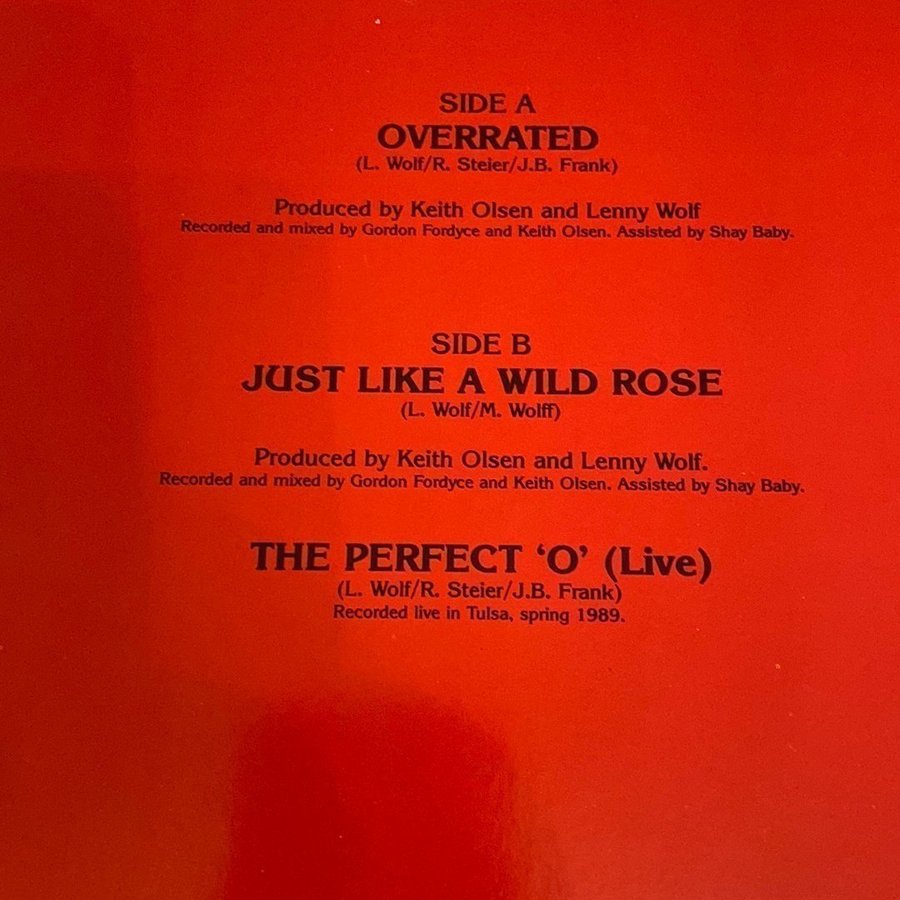 SIDE A
OVERRATED
(L. Wolf/R. Steier/J.B. Frank)
Produced by Keith Olsen and Lenny Wolf
Recorded and mixed by Gordon Fordyce and Keith Olsen. Assisted by Shay Baby.
SIDE B
JUST LIKE A WILD ROSE
(L. Wolf/M. Wolff)
Produced by Keith Olsen and Lenny Wolf.
Recorded and mixed by Gordon Fordyce and Keith Olsen. Assisted by Shay Baby.
THE PERFECT ‘O’ (Live)
(L. Wolf/R. Steier/J.B. Frank)
Recorded live in Tulsa, spring 1989.